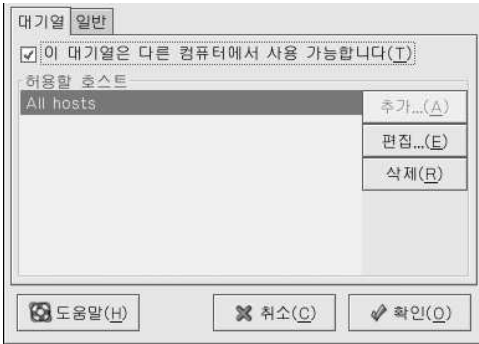 대기열 일반
이 대기열은 다른 컴퓨터에서 사용 가능합니다(T)
허용할 호스트
All hosts
추가...(A)
편집...(E)
삭제(R)
도움말(H) 취소(C) 확인(O)